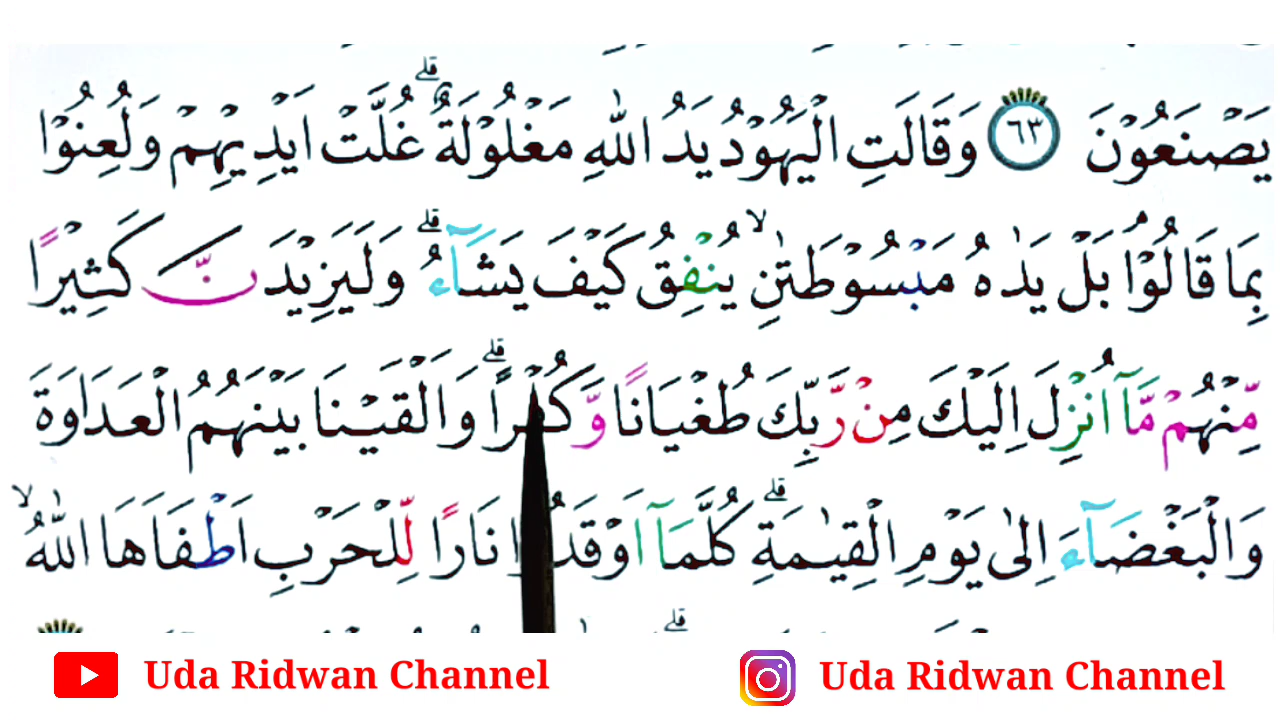 يَصْنَعُوْنَ ٦٣ وَقَالَتِ الْيَهُوْدُ يَدُ اللّٰهِ مَغْلُوْلَةٌ ۗ غُلَّتْ اَيْدِيْهِمْ وَلُعِنُوْا
بِمَا قَالُوْا ۘ بَلْ يَدٰهُ مَبْسُوْطَتٰنِ ۙ يُنْفِقُ كَيْفَ يَشَاۤءُ ۗ وَلَيَزِيْدَنَّ كَثِيْرًا
مِّنْهُمْ مَّآ اُنْزِلَ اِلَيْكَ مِنْ رَّبِّكَ طُغْيَانًا وَّكُفْرًا ۗ وَاَلْقَيْنَا بَيْنَهُمُ الْعَدَاوَةَ
وَالْبَغْضَاۤءَ اِلٰى يَوْمِ الْقِيٰمَةِ ۗ كُلَّمَآ اَوْقَدُ نَارًا لِّلْحَرْبِ اَطْفَاَهَا اللّٰهُ ۙ
Uda Ridwan Channel
Uda Ridwan Channel